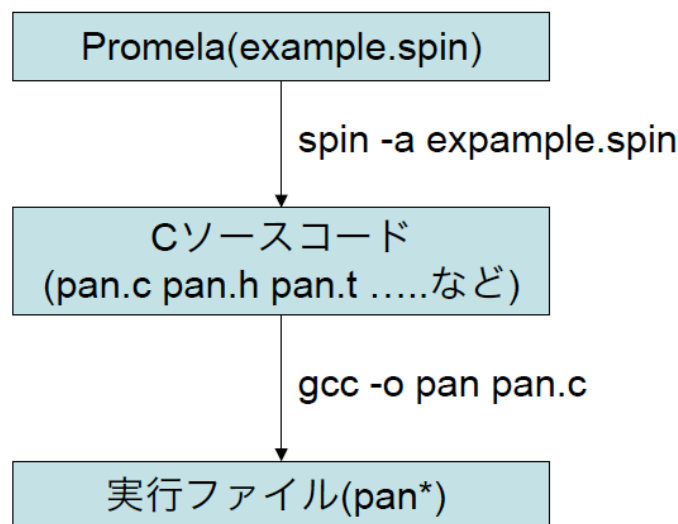 Promela(example.spin)
spin -a expample.spin
Cソースコード
(pan.c pan.h pan.t .....など)
gcc -o pan pan.c
実行ファイル(pan*)